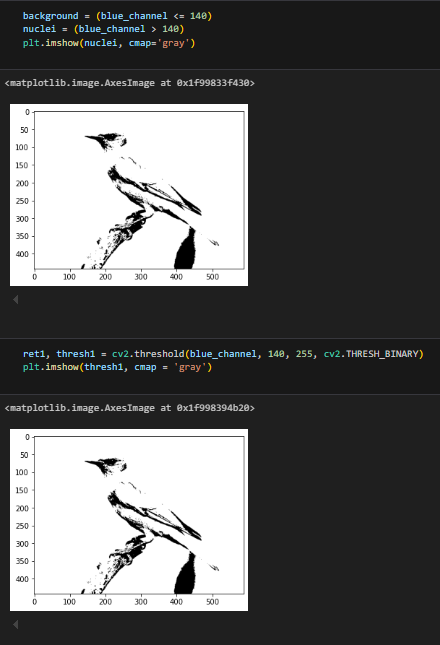 background = (blue_channel <= 140)
nuclei = (blue_channel > 140)
plt.imshow(nuclei, cmap='gray')
<matplotlib.image.AxesImage at 0x1f99833f430>
0
50
100
150
200
250
300
350
400
0 100 200 300 400 500
ret1, thresh1 = cv2.threshold(blue_channel, 140, 255, cv2.THRESH_BINARY)
plt.imshow(thresh1, cmap = 'gray')
<matplotlib.image.AxesImage at 0x1f998394b20>
0
50
100
150
200
250
300
350
400
0 100 200 300 400 500